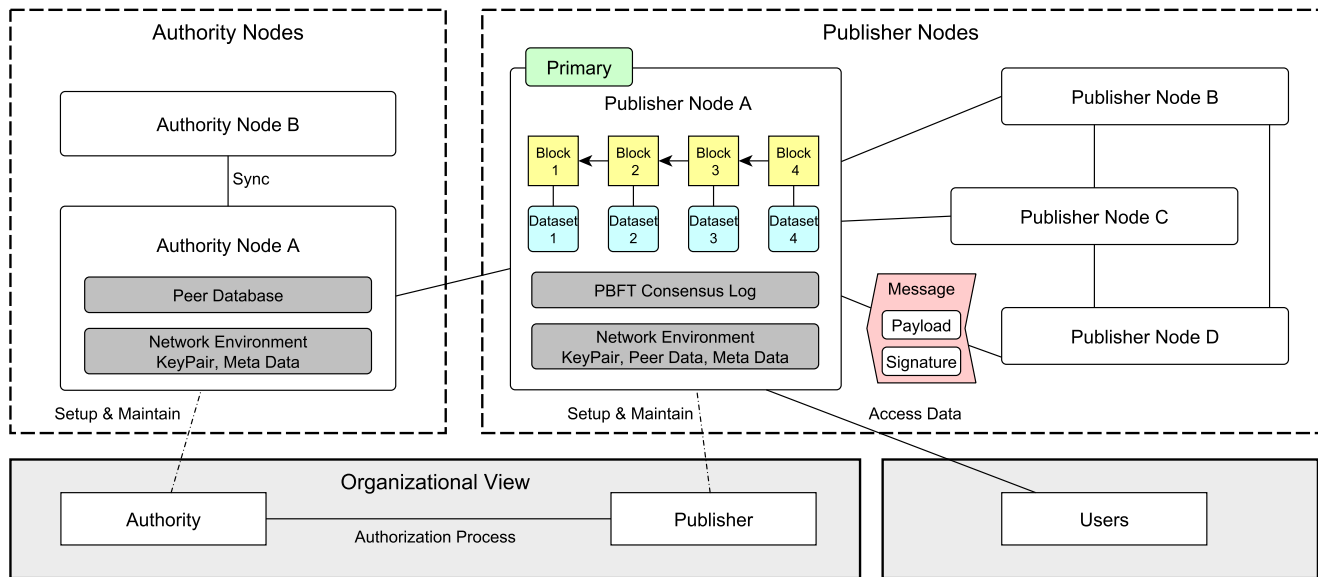 Authority Nodes
Authority Node B
Sync
Authority Node A
Peer Database
Network Environment
KeyPair, Meta Data
Setup & Maintain
Publisher Nodes
Primary
Publisher Node A
Block
1
Block
2
Block
3
Block
4
Dataset
1
Dataset
2
Dataset
3
Dataset
4
PBFT Consensus Log
Network Environment
KeyPair, Peer Data, Meta Data
Setup & Maintain
Publisher Node B
Publisher Node C
Message
Payload
Signature
Publisher Node D
Access Data
Organizational View
Authority
Authorization Process
Publisher
Users